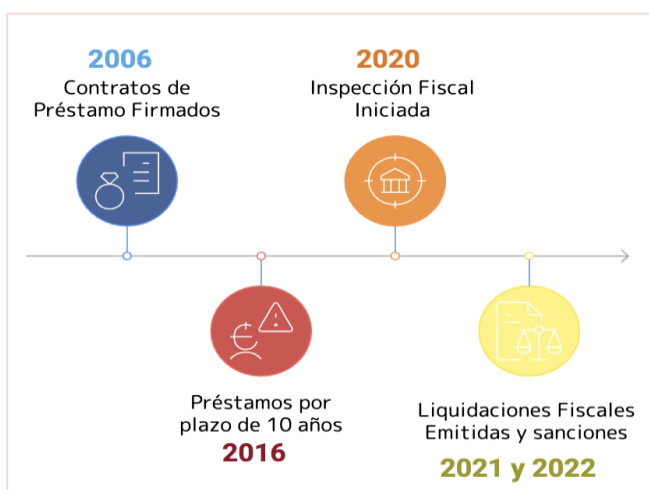 2006
Contratos de
Préstamo Firmados
2020
Inspección Fiscal
Iniciada
Préstamos por
plazo de 10 años
2016
Liquidaciones Fiscales
Emitidas y sanciones
2021 y 2022